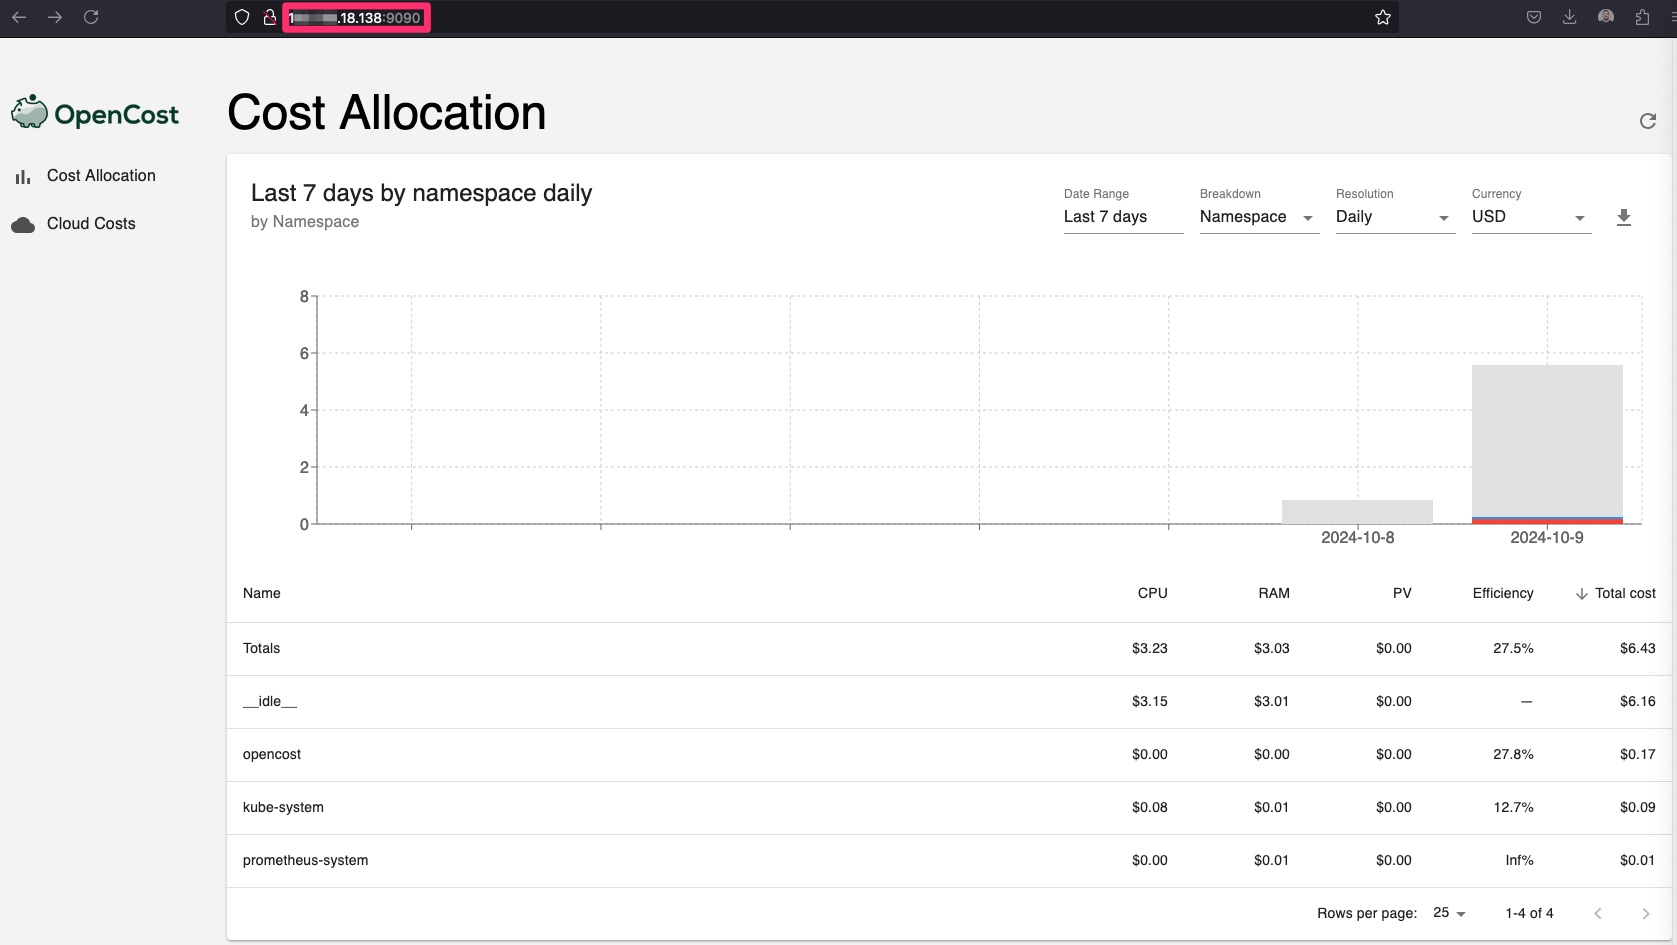 .18.138:9090
OpenCost
Cost Allocation
Cloud Costs
Cost Allocation
Last 7 days by namespace daily
by Namespace
Date Range
Last 7 days
Breakdown
Namespace
Resolution
Daily
Currency
USD
8
6
4
2
0
2024-10-8 2024-10-9
Name CPU RAM PV Efficiency Total cost
Totals $3.23 $3.03 $0.00 27.5% $6.43
__idle__ $3.15 $3.01 $0.00 — $6.16
opencost $0.00 $0.00 $0.00 27.8% $0.17
kube-system $0.08 $0.01 $0.00 12.7% $0.09
prometheus-system $0.00 $0.01 $0.00 Inf% $0.01
Rows per page: 25 1-4 of 4